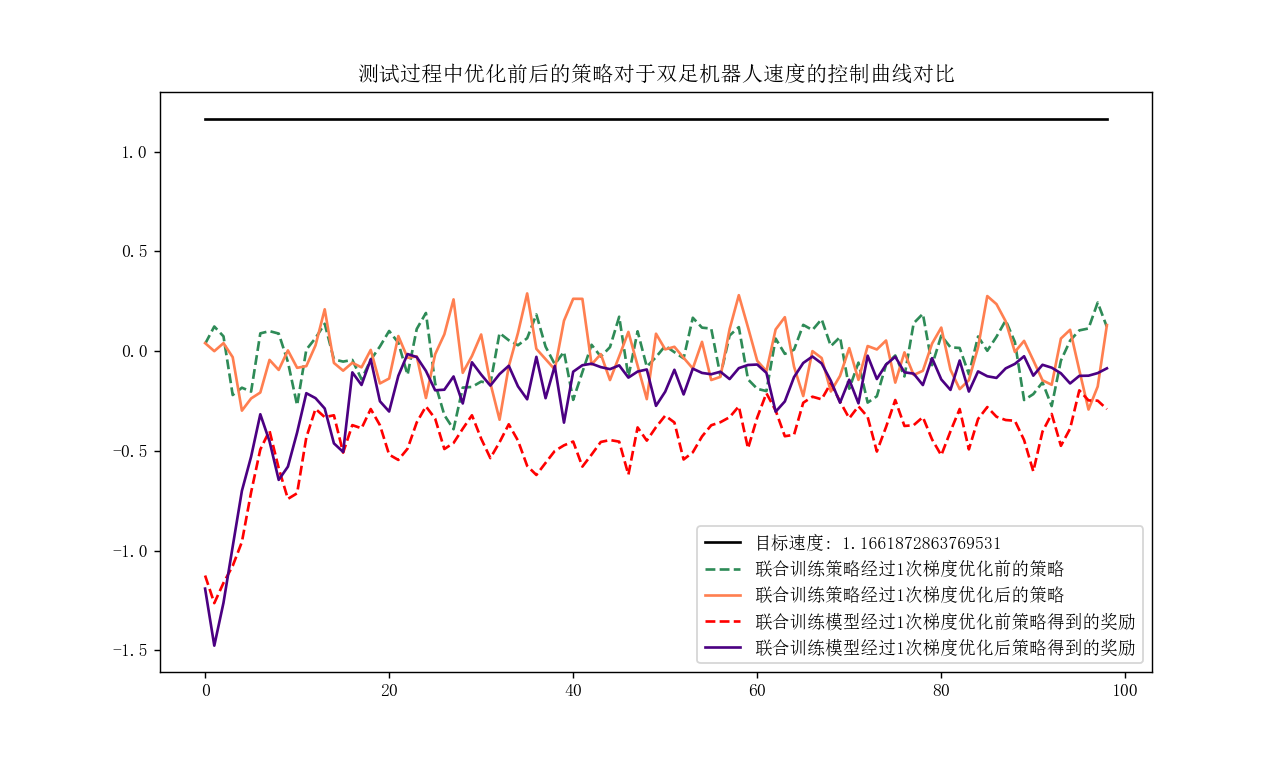 测试过程中优化前后的策略对于双足机器人速度的控制曲线对比
1.0
0.5
0.0
−0.5
−1.0
−1.5
0 20 40 60 80 100
目标速度: 1.1661872863769531
联合训练策略经过1次梯度优化前的策略
联合训练策略经过1次梯度优化后的策略
联合训练模型经过1次梯度优化前策略得到的奖励
联合训练模型经过1次梯度优化后策略得到的奖励